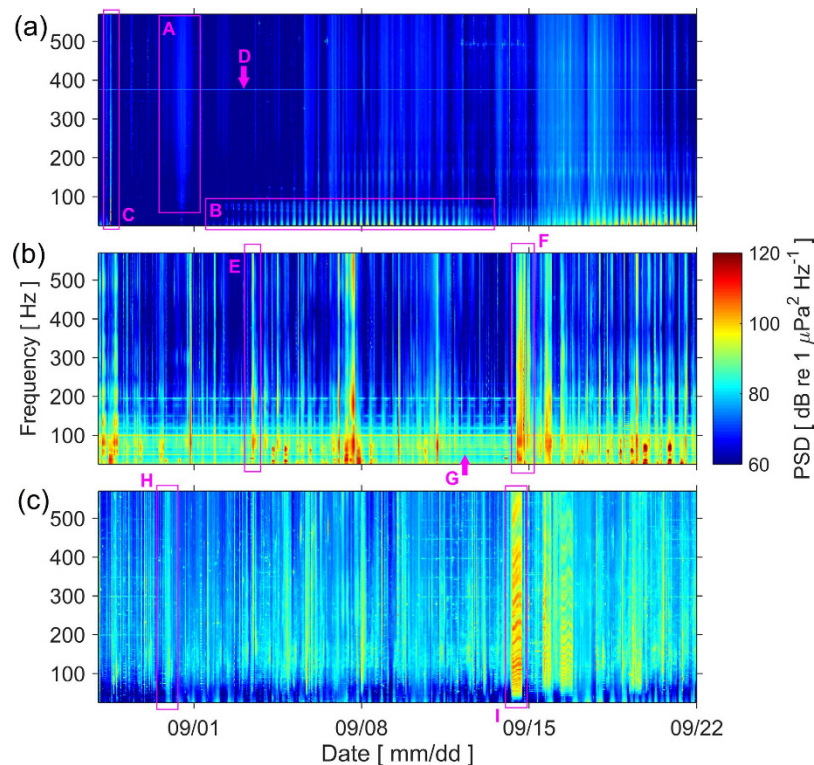 (a)
A
D
500
400
300
200
100
B
C
(b)
E
F
500
400
300
200
100
G
Frequency [ Hz ]
120
100
80
60
PSD [ dB re 1 μPa² Hz⁻¹ ]
(c)
H
500
400
300
200
100
I
09/01 09/08 09/15 09/22
Date [ mm/dd ]